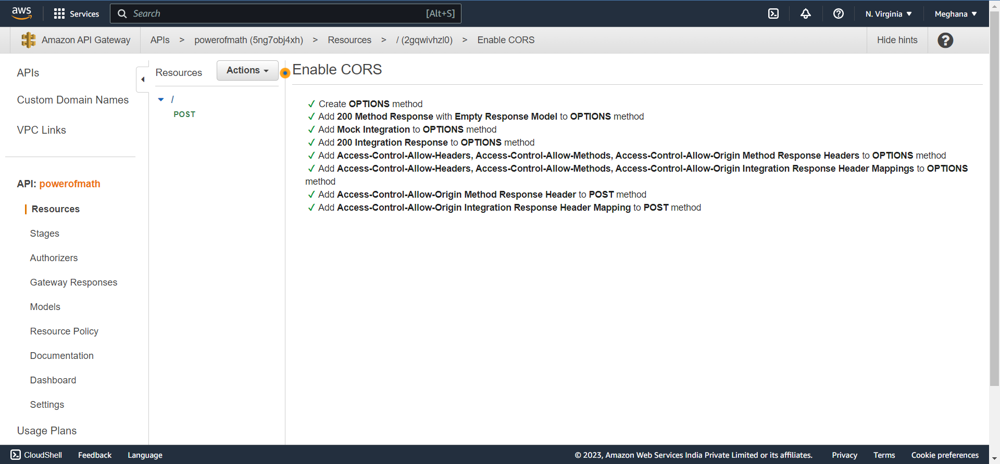 aws
Services
Search [Alt+S]
N. Virginia
Meghana
Amazon API Gateway
APIs > powerofmath (5ng7obj4xh) > Resources > / (2gqwivhzl0) > Enable CORS
Hide hints
APIs
Custom Domain Names
VPC Links
API: powerofmath
Resources
Stages
Authorizers
Gateway Responses
Models
Resource Policy
Documentation
Dashboard
Settings
Usage Plans
Resources
Actions
/
POST
Enable CORS
✓ Create OPTIONS method
✓ Add 200 Method Response with Empty Response Model to OPTIONS method
✓ Add Mock Integration to OPTIONS method
✓ Add 200 Integration Response to OPTIONS method
✓ Add Access-Control-Allow-Headers, Access-Control-Allow-Methods, Access-Control-Allow-Origin Method Response Headers to OPTIONS method
✓ Add Access-Control-Allow-Headers, Access-Control-Allow-Methods, Access-Control-Allow-Origin Integration Response Header Mappings to OPTIONS
method
✓ Add Access-Control-Allow-Origin Method Response Header to POST method
✓ Add Access-Control-Allow-Origin Integration Response Header Mapping to POST method
CloudShell
Feedback
Language
© 2023, Amazon Web Services India Private Limited or its affiliates.
Privacy
Terms
Cookie preferences